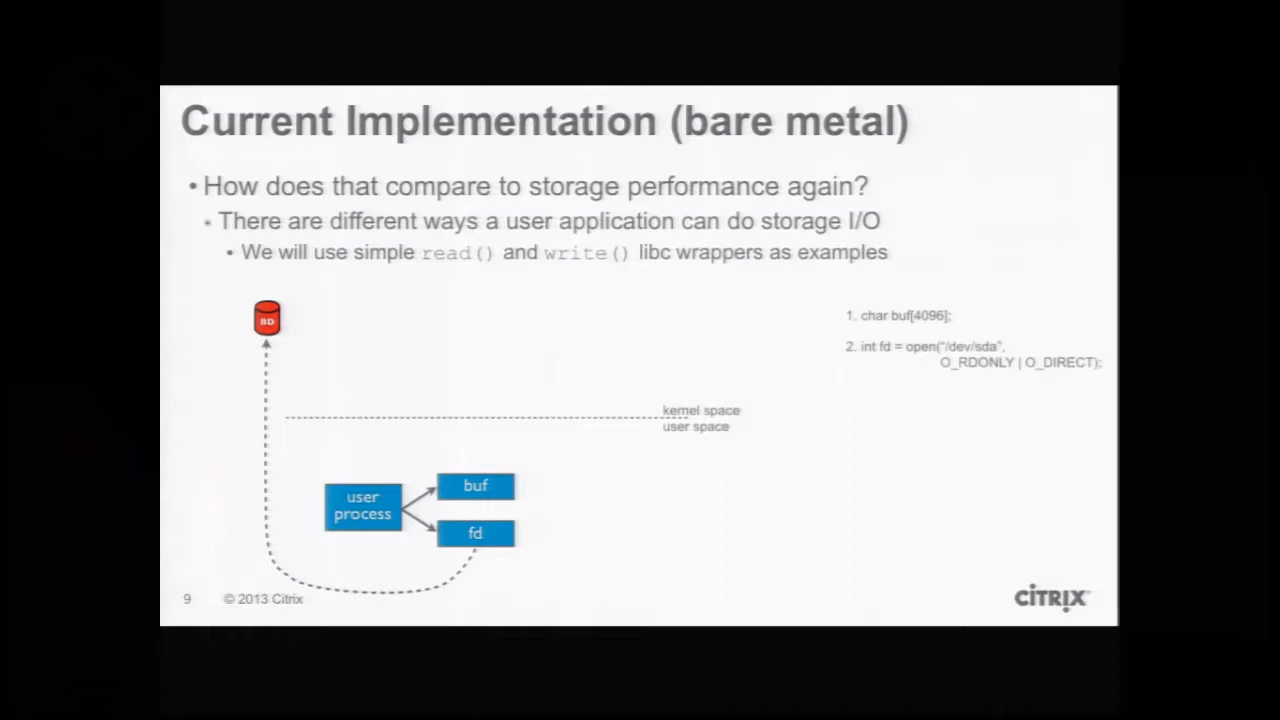 Current Implementation (bare metal)
• How does that compare to storage performance again?
• There are different ways a user application can do storage I/O
• We will use simple read() and write() libc wrappers as examples
BD
1. char buf[4096];
2. int fd = open("/dev/sda",
O_RDONLY | O_DIRECT);
kernel space
user space
user
process
buf
fd
9 © 2013 Citrix
CITRIX